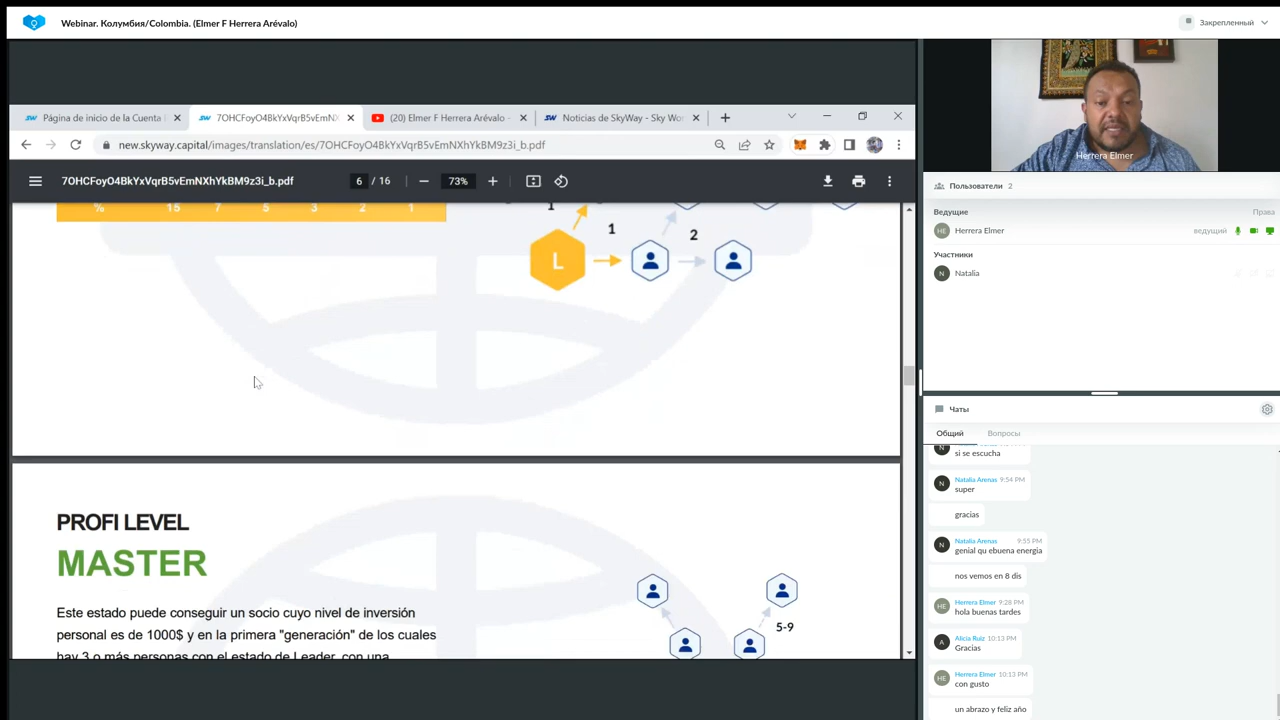 Webinar. Колумбия/Colombia. (Elmer F Herrera Arévalo)
Закрепленный
Página de inicio de la Cuenta
7OHCFoyO4BkYxVqrB5vEmNX
(20) Elmer F Herrera Arévalo -
Noticias de SkyWay - Sky Wo
new.skyway.capital/images/translation/es/7OHCFoyO4BkYxVqrB5vEmNXhYkBM9z3i_b.pdf
7OHCFoyO4BkYxVqrB5vEmNXhYkBM9z3i_b.pdf
6 / 16
73%
% 15 7 5 3 2 1
1
1
2
L
PROFI LEVEL
MASTER
Este estado puede conseguir un socio cuyo nivel de inversión
personal es de 1000$ y en la primera "generación" de los cuales
hay 3 o más personas con el estado de Leader, con una
5-9
Herrera Elmer
Пользователи 2
Ведущие
Права
HE
Herrera Elmer
ведущий
Участники
N
Natalia
Чаты
Общий
Вопросы
N
si se escucha
N
Natalia Arenas 9:54 PM
super
gracias
N
Natalia Arenas 9:55 PM
genial qu ebuena energia
nos vemos en 8 dis
HE
Herrera Elmer 9:28 PM
hola buenas tardes
A
Alicia Ruiz 10:13 PM
Gracias
HE
Herrera Elmer 10:13 PM
con gusto
un abrazo y feliz año